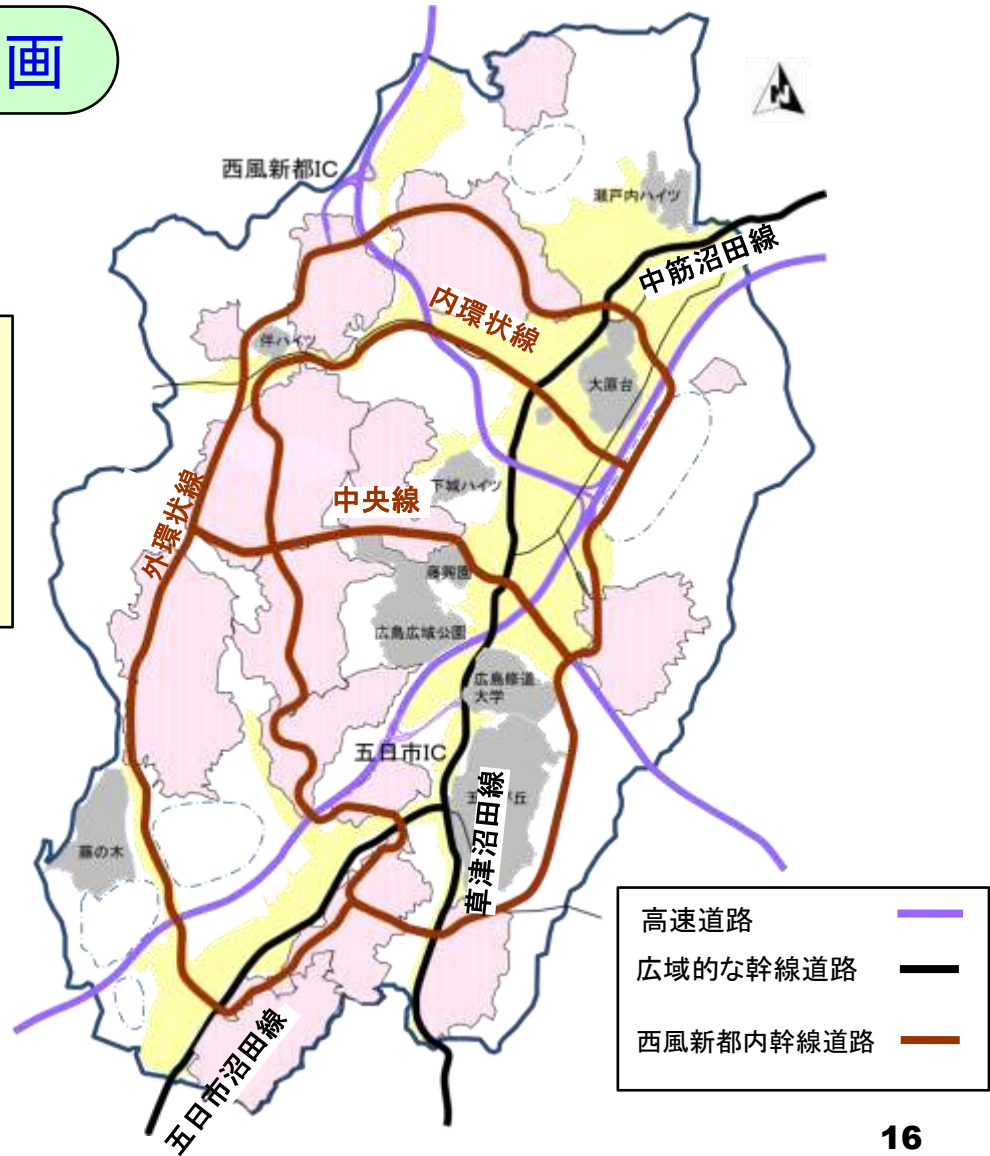 画
N
西風新都IC
瀬戸内ハイツ
中筋沼田線
内環状線
伴ハイツ
大原台
下城ハイツ
中央線
外環状線
藤興園
広島広域公園
広島修道
大学
五日市IC
丘
草津沼田線
藤の木
五日市沼田線
高速道路
広域的な幹線道路
西風新都内幹線道路
16